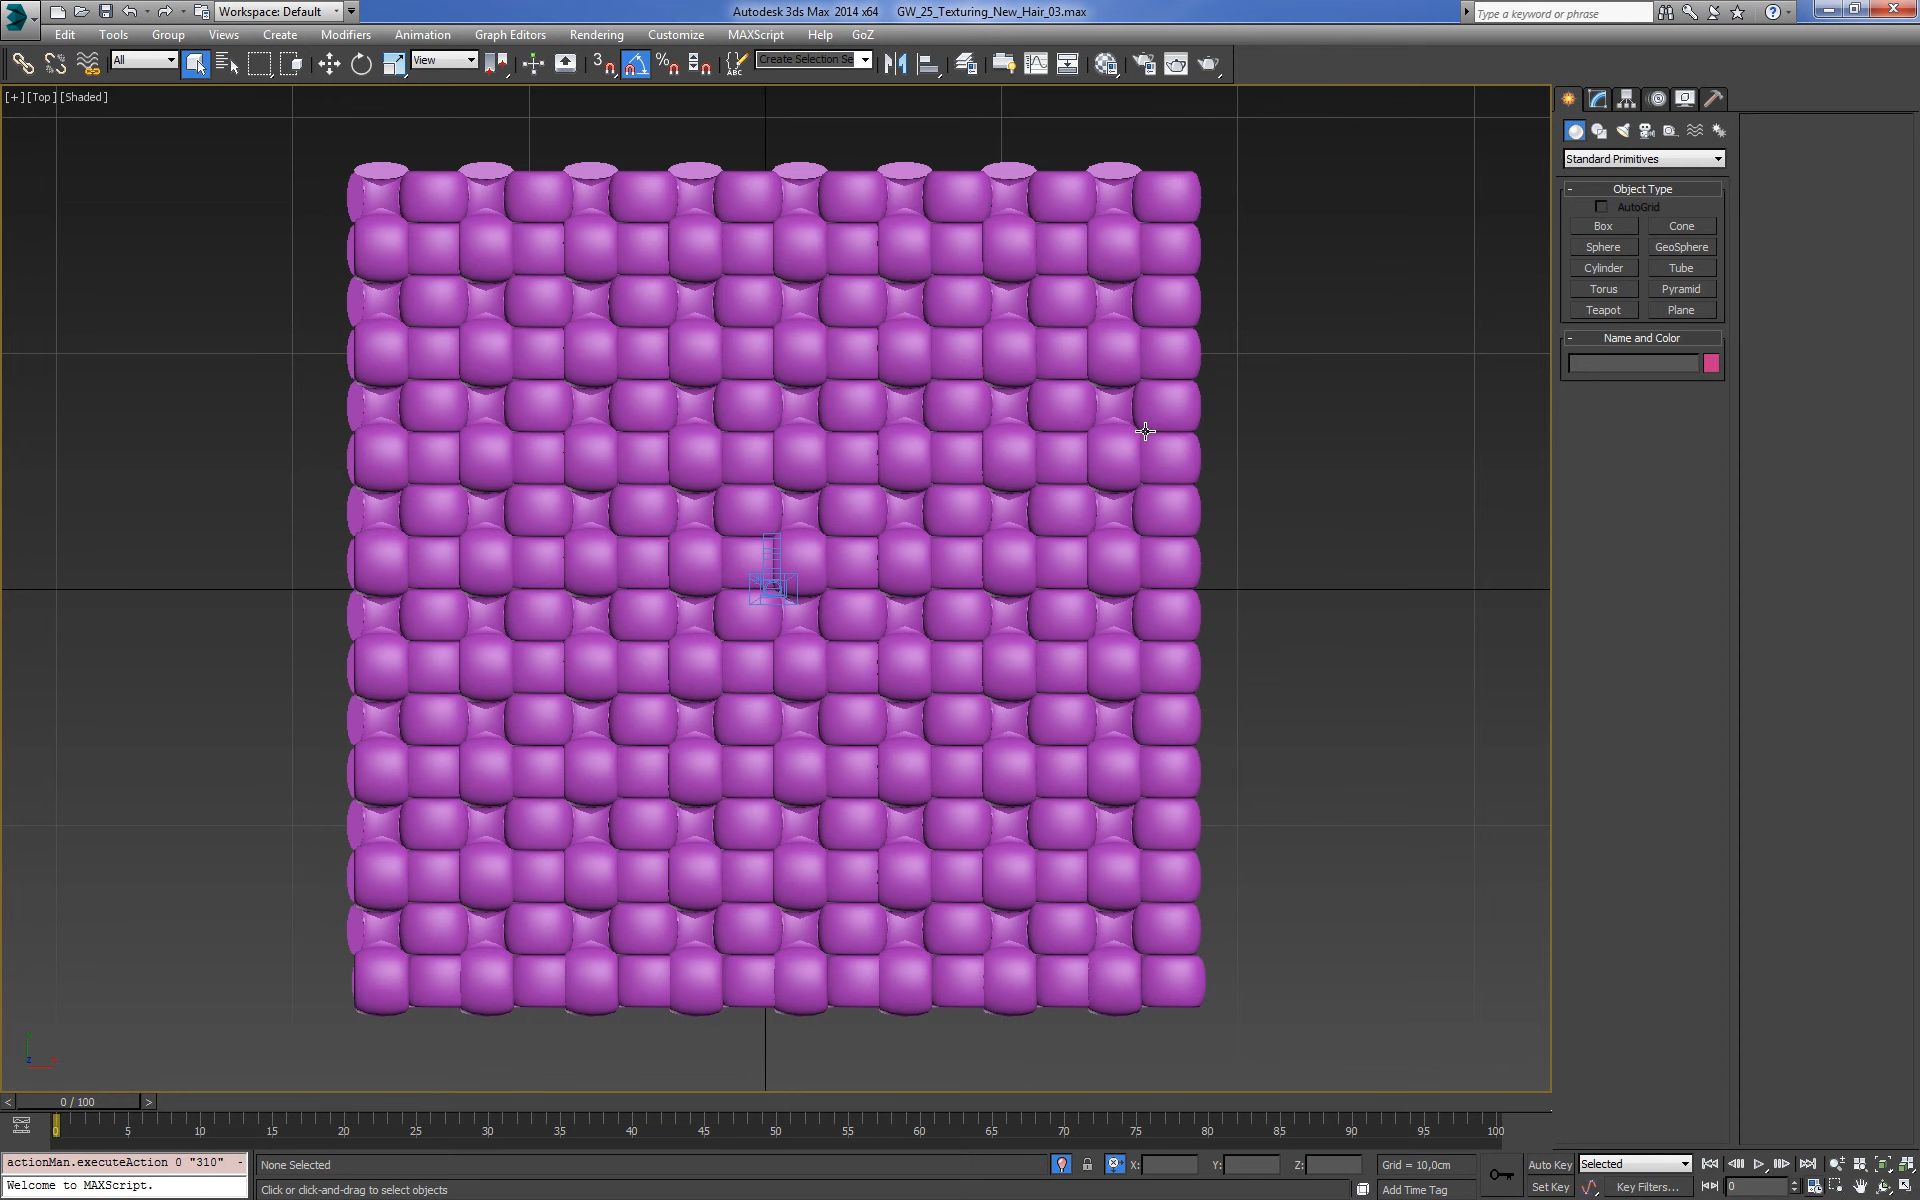 Workspace: Default
Autodesk 3ds Max 2014 x64 GW_25_Texturing_New_Hair_03.max
Type a keyword or phrase
Edit Tools Group Views Create Modifiers Animation Graph Editors Rendering Customize MAXScript Help GoZ
All View 3 % ABC Create Selection Se
[+] [Top] [Shaded]
Standard Primitives
- Object Type
AutoGrid
Box Cone
Sphere GeoSphere
Cylinder Tube
Torus Pyramid
Teapot Plane
- Name and Color
z
< 0 / 100 >
0 5 10 15 20 25 30 35 40 45 50 55 60 65 70 75 80 85 90 95 100
actionMan.executeAction 0 "310" -
None Selected X: Y: Z: Grid = 10,0cm Auto Key Selected
Welcome to MAXScript.
Click or click-and-drag to select objects Add Time Tag Set Key Key Filters... 0